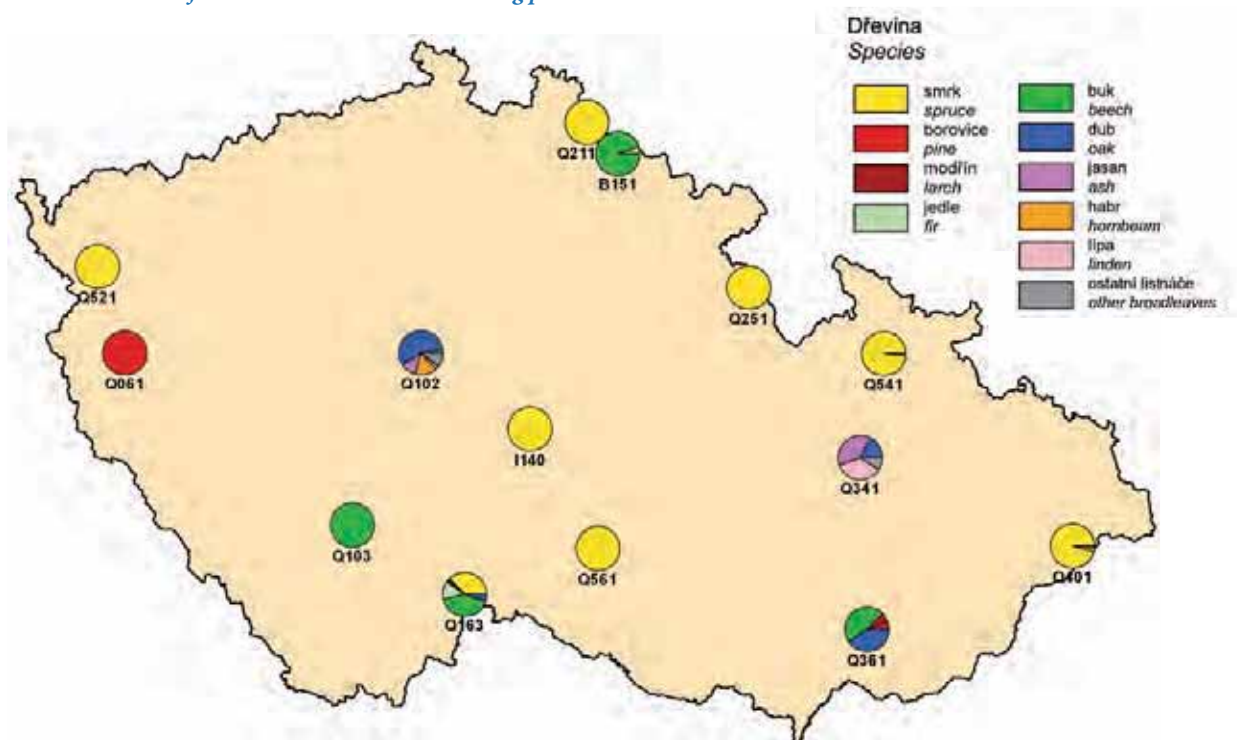 Dřevina
Species
smrk
spruce
borovice
pine
modřín
larch
jedle
fir
buk
beech
dub
oak
jasan
ash
habr
hornbeam
lípa
linden
ostatní listnáče
other broadleaves
Q211
B151
Q521
Q251
Q061
Q102
Q541
I140
Q341
Q103
Q561
Q401
Q163
Q361